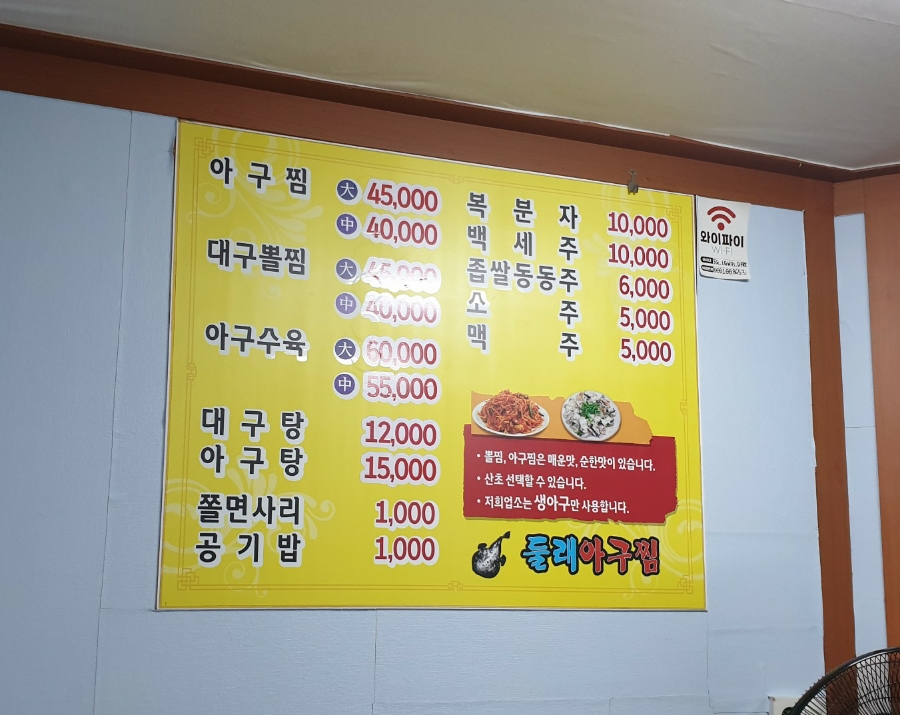 아구찜 大 45,000
中 40,000
대구뽈찜 大 45,000
中 40,000
아구수육 大 60,000
中 55,000
대구탕 12,000
아구탕 15,000
쫄면사리 1,000
공기밥 1,000
복분자 10,000
백세주 10,000
좁쌀동동주 6,000
소주 5,000
맥주 5,000
• 뽈찜, 아구찜은 매운맛, 순한맛이 있습니다.
• 산초 선택할 수 있습니다.
• 저희업소는 생아구만 사용합니다.
둘레아구찜
와이파이
WI-FI